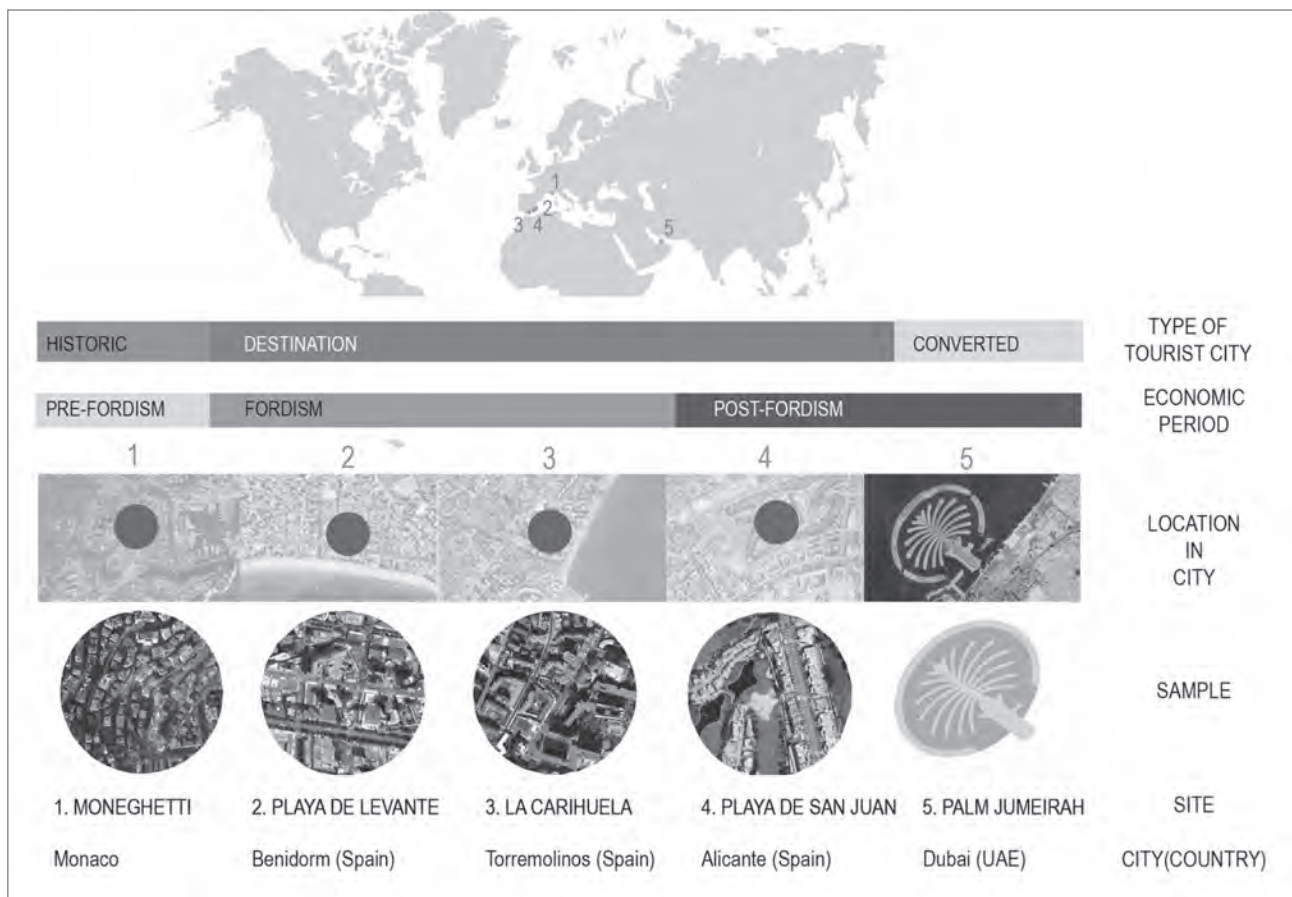 1
2
3 4
5
HISTORIC DESTINATION CONVERTED TYPE OF
TOURIST CITY
PRE-FORDISM FORDISM POST-FORDISM ECONOMIC
PERIOD
1 2 3 4 5
LOCATION
IN
CITY
SAMPLE
1. MONEGHETTI 2. PLAYA DE LEVANTE 3. LA CARIHUELA 4. PLAYA DE SAN JUAN 5. PALM JUMEIRAH SITE
Monaco Benidorm (Spain) Torremolinos (Spain) Alicante (Spain) Dubai (UAE) CITY(COUNTRY)